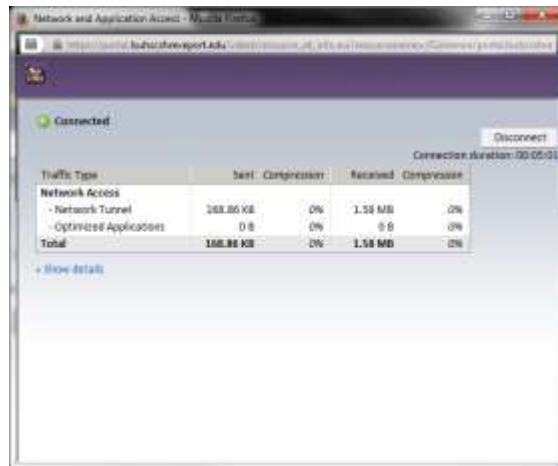 Network and Application Access - Mozilla Firefox
Connected
Disconnect
Connection duration: 00:05:01
Traffic Type Sent Compression Received Compression
Network Access
- Network Tunnel 168.86 KB 0% 1.58 MB 0%
- Optimized Applications 0 B 0% 0 B 0%
Total 168.86 KB 0% 1.58 MB 0%
+ Show details